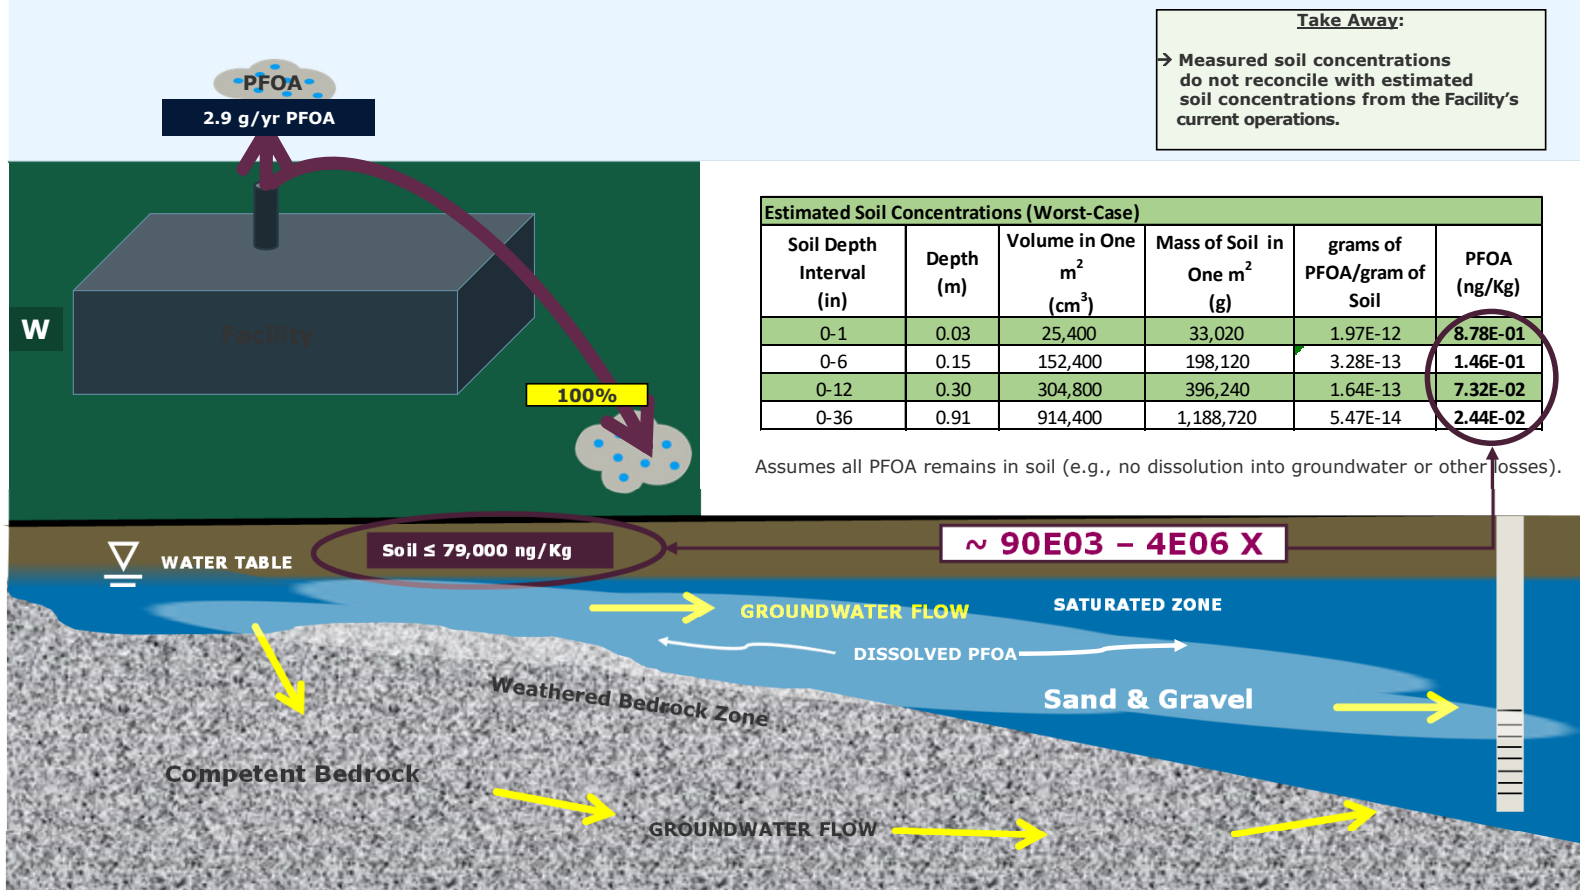 Take Away:
→ Measured soil concentrations
do not reconcile with estimated
soil concentrations from the Facility's
current operations.
PFOA
2.9 g/yr PFOA
W
Facility
100%
Estimated Soil Concentrations (Worst-Case)
Soil Depth Interval (in) Depth (m) Volume in One m2 (cm3) Mass of Soil in One m2 (g) grams of PFOA/gram of Soil PFOA (ng/Kg)
0-1 0.03 25,400 33,020 1.97E-12 8.78E-01
0-6 0.15 152,400 198,120 3.28E-13 1.46E-01
0-12 0.30 304,800 396,240 1.64E-13 7.32E-02
0-36 0.91 914,400 1,188,720 5.47E-14 2.44E-02
Assumes all PFOA remains in soil (e.g., no dissolution into groundwater or other losses).
WATER TABLE
Soil ≤ 79,000 ng/Kg
~ 90E03 – 4E06 X
GROUNDWATER FLOW
SATURATED ZONE
DISSOLVED PFOA
Sand & Gravel
Weathered Bedrock Zone
Competent Bedrock
GROUNDWATER FLOW